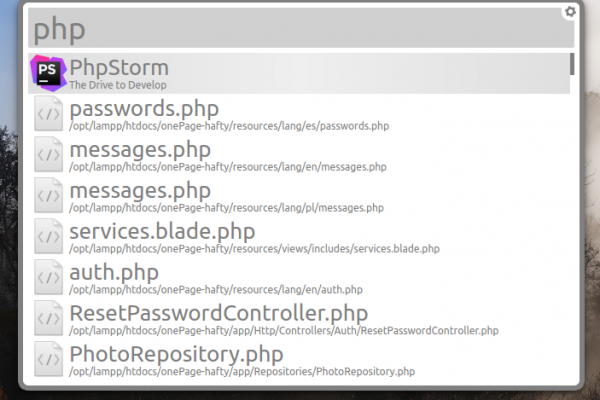 php
PS
PhpStorm
The Drive to Develop
passwords.php
/opt/lampp/htdocs/onePage-hafty/resources/lang/es/passwords.php
messages.php
/opt/lampp/htdocs/onePage-hafty/resources/lang/en/messages.php
messages.php
/opt/lampp/htdocs/onePage-hafty/resources/lang/pl/messages.php
services.blade.php
/opt/lampp/htdocs/onePage-hafty/resources/views/includes/services.blade.php
auth.php
/opt/lampp/htdocs/onePage-hafty/resources/lang/en/auth.php
ResetPasswordController.php
/opt/lampp/htdocs/onePage-hafty/app/Http/Controllers/Auth/ResetPasswordController.php
PhotoRepository.php
/opt/lampp/htdocs/onePage-hafty/app/Repositories/PhotoRepository.php